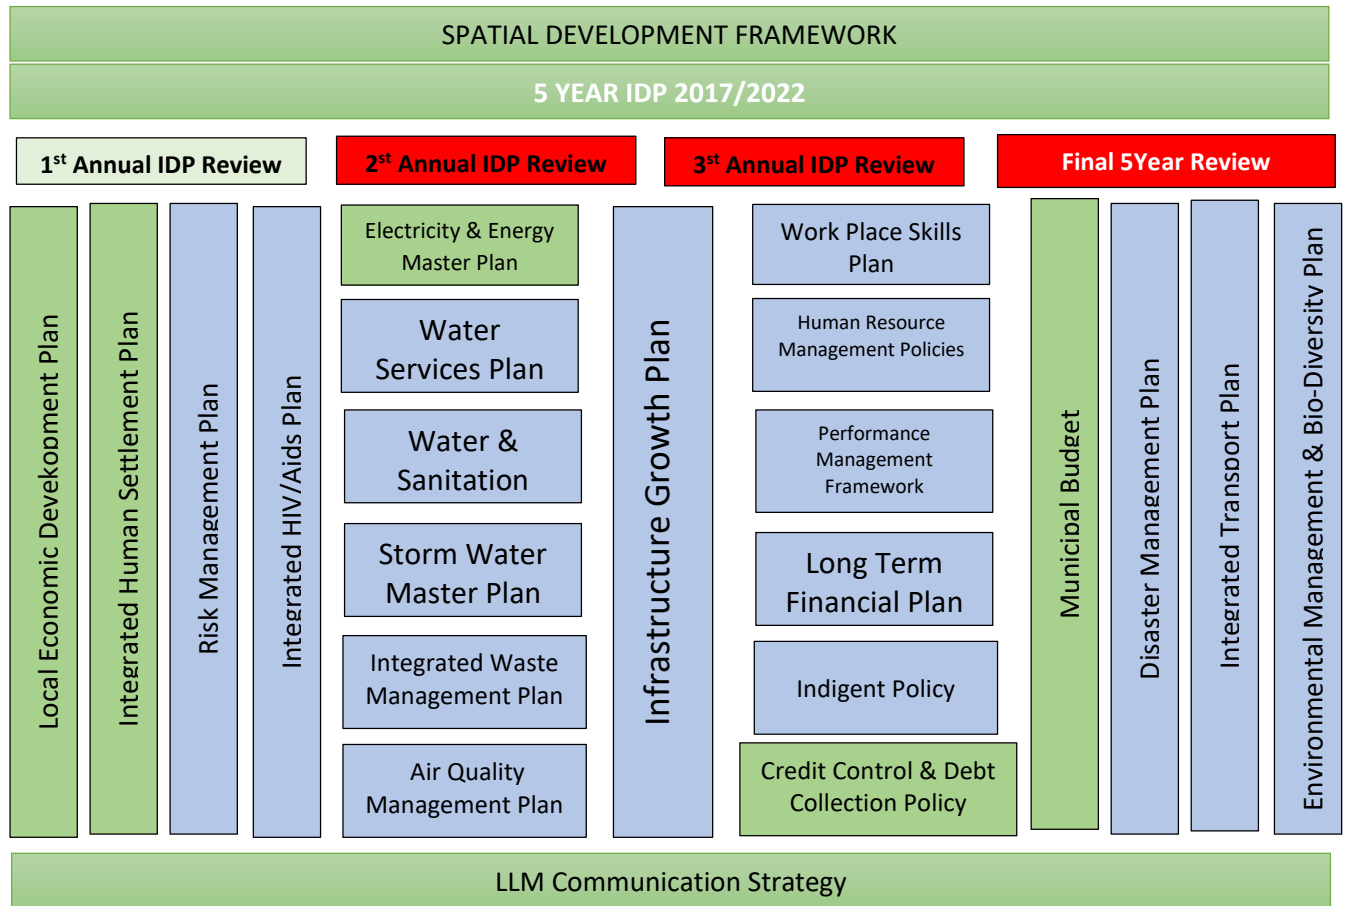 SPATIAL DEVELOPMENT FRAMEWORK
5 YEAR IDP 2017/2022
1st Annual IDP Review
2st Annual IDP Review
3st Annual IDP Review
Final 5Year Review
Local Economic Devekopment Plan
Integrated Human Settlement Plan
Risk Management Plan
Integrated HIV/Aids Plan
Electricity & Energy
Master Plan
Water
Services Plan
Water &
Sanitation
Storm Water
Master Plan
Integrated Waste
Management Plan
Air Quality
Management Plan
Infrastructure Growth Plan
Work Place Skills
Plan
Human Resource
Management Policies
Performance
Management
Framework
Long Term
Financial Plan
Indigent Policy
Credit Control & Debt
Collection Policy
Municipal Budget
Disaster Management Plan
Integrated Transport Plan
Environmental Management & Bio-Diversity Plan
LLM Communication Strategy